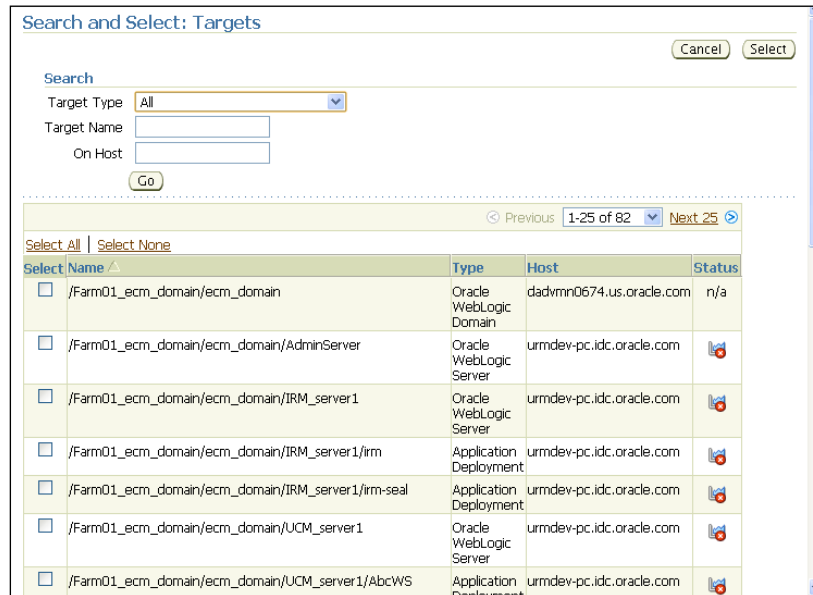 Search and Select: Targets
Cancel Select
Search
Target Type All
Target Name
On Host
Go
Previous 1-25 of 82 Next 25
Select All | Select None
Select Name Type Host Status
/Farm01_ecm_domain/ecm_domain Oracle dadvmn0674.us.oracle.com n/a
WebLogic
Domain
/Farm01_ecm_domain/ecm_domain/AdminServer Oracle urmdev-pc.idc.oracle.com
WebLogic
Server
/Farm01_ecm_domain/ecm_domain/IRM_server1 Oracle urmdev-pc.idc.oracle.com
WebLogic
Server
/Farm01_ecm_domain/ecm_domain/IRM_server1/irm Application urmdev-pc.idc.oracle.com
Deployment
/Farm01_ecm_domain/ecm_domain/IRM_server1/irm-seal Application urmdev-pc.idc.oracle.com
Deployment
/Farm01_ecm_domain/ecm_domain/UCM_server1 Oracle urmdev-pc.idc.oracle.com
WebLogic
Server
/Farm01_ecm_domain/ecm_domain/UCM_server1/AbcWS Application urmdev-pc.idc.oracle.com